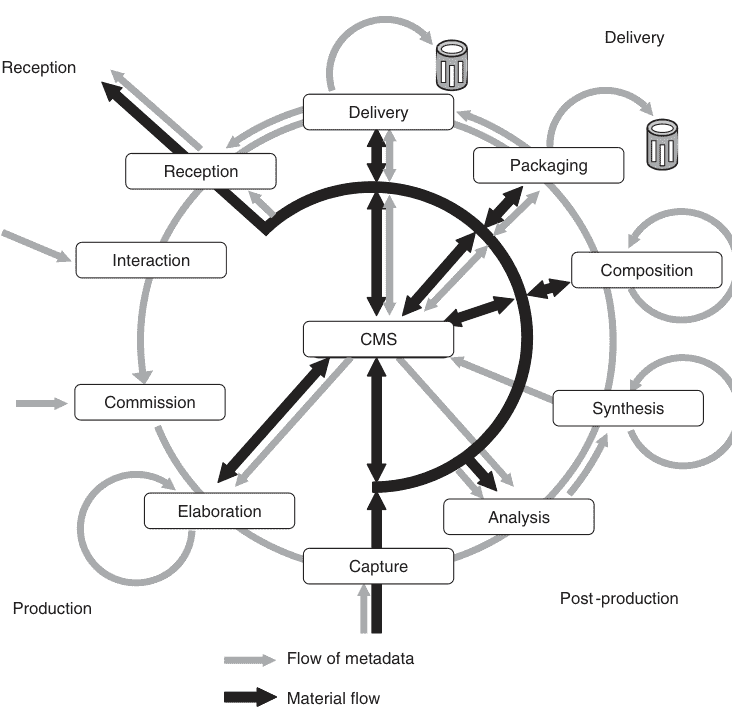 Delivery
Reception
Delivery
Packaging
Reception
Interaction
Composition
CMS
Commission
Synthesis
Elaboration
Analysis
Capture
Production
Post-production
Flow of metadata
Material flow